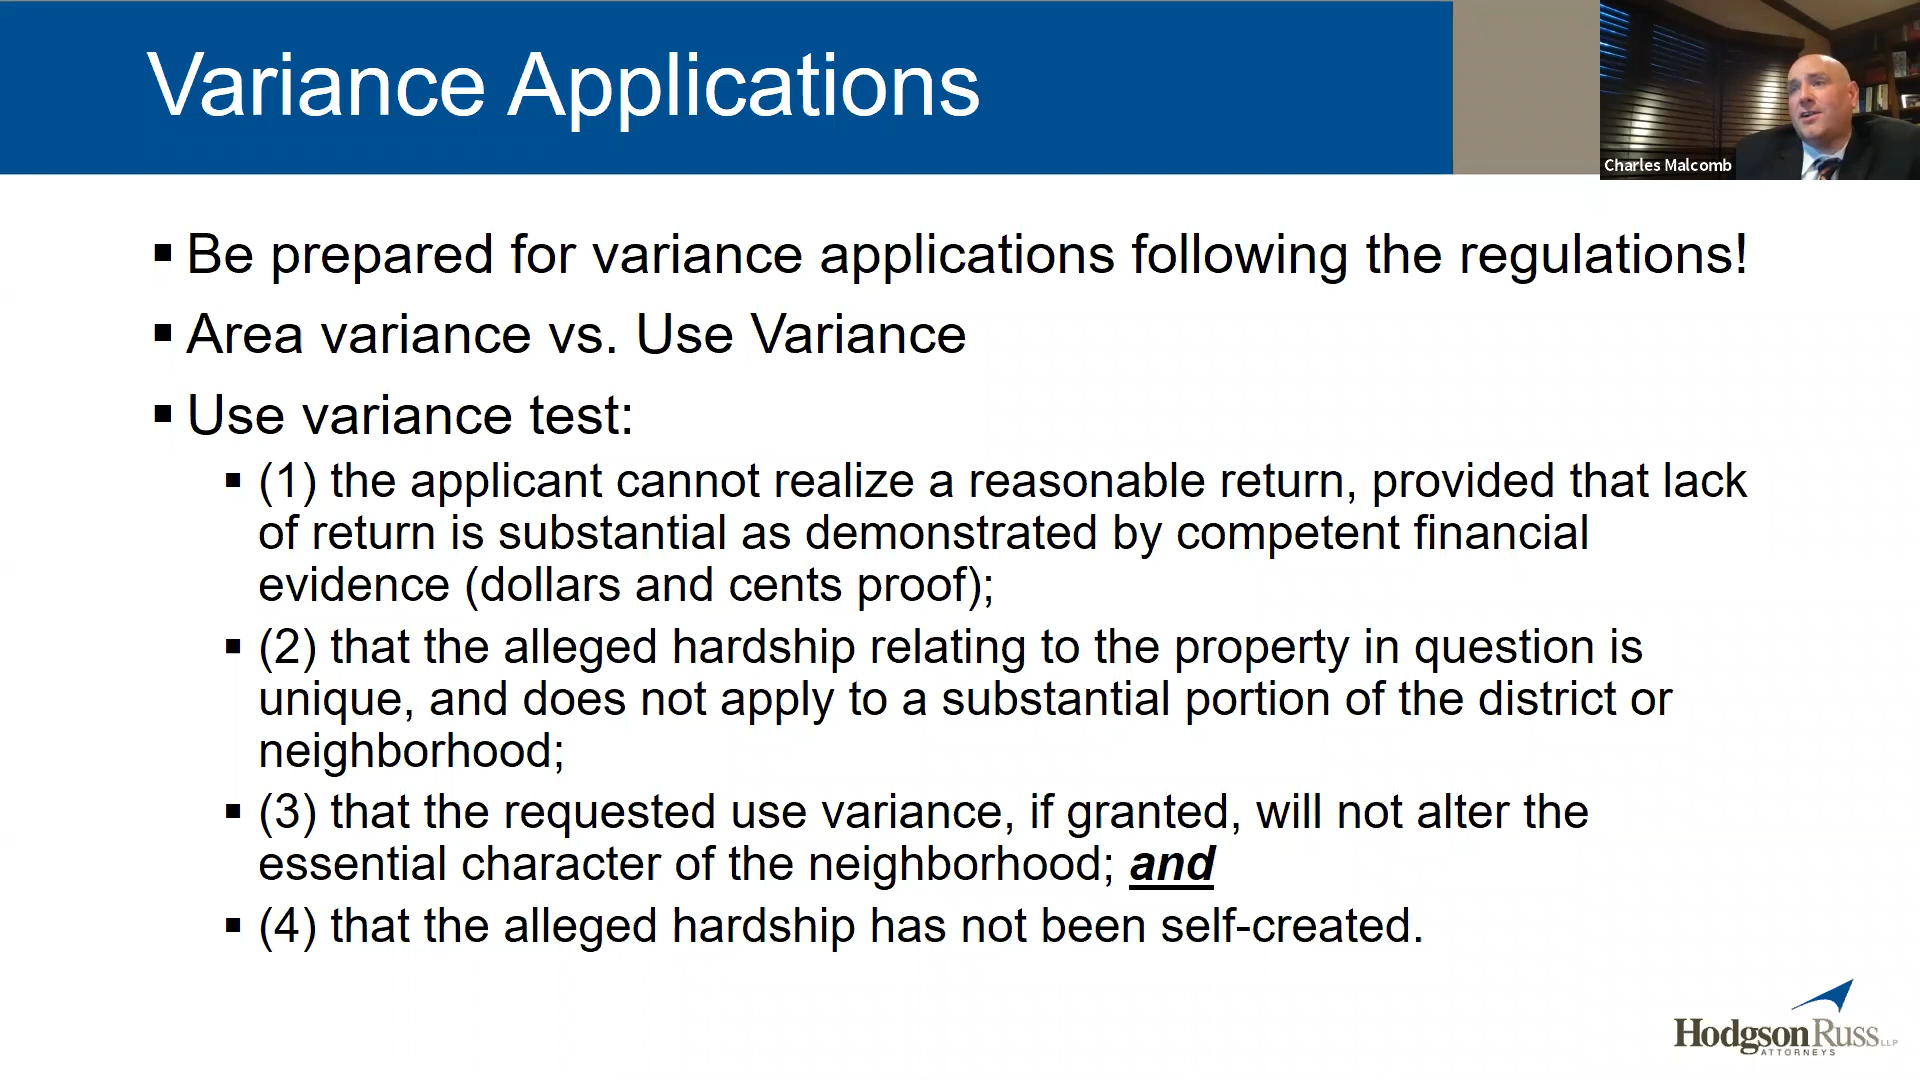 Variance Applications
Charles Malcomb
▪ Be prepared for variance applications following the regulations!
▪ Area variance vs. Use Variance
▪ Use variance test:
▪ (1) the applicant cannot realize a reasonable return, provided that lack
of return is substantial as demonstrated by competent financial
evidence (dollars and cents proof);
▪ (2) that the alleged hardship relating to the property in question is
unique, and does not apply to a substantial portion of the district or
neighborhood;
▪ (3) that the requested use variance, if granted, will not alter the
essential character of the neighborhood; and
▪ (4) that the alleged hardship has not been self-created.
HodgsonRuss LLP
ATTORNEYS